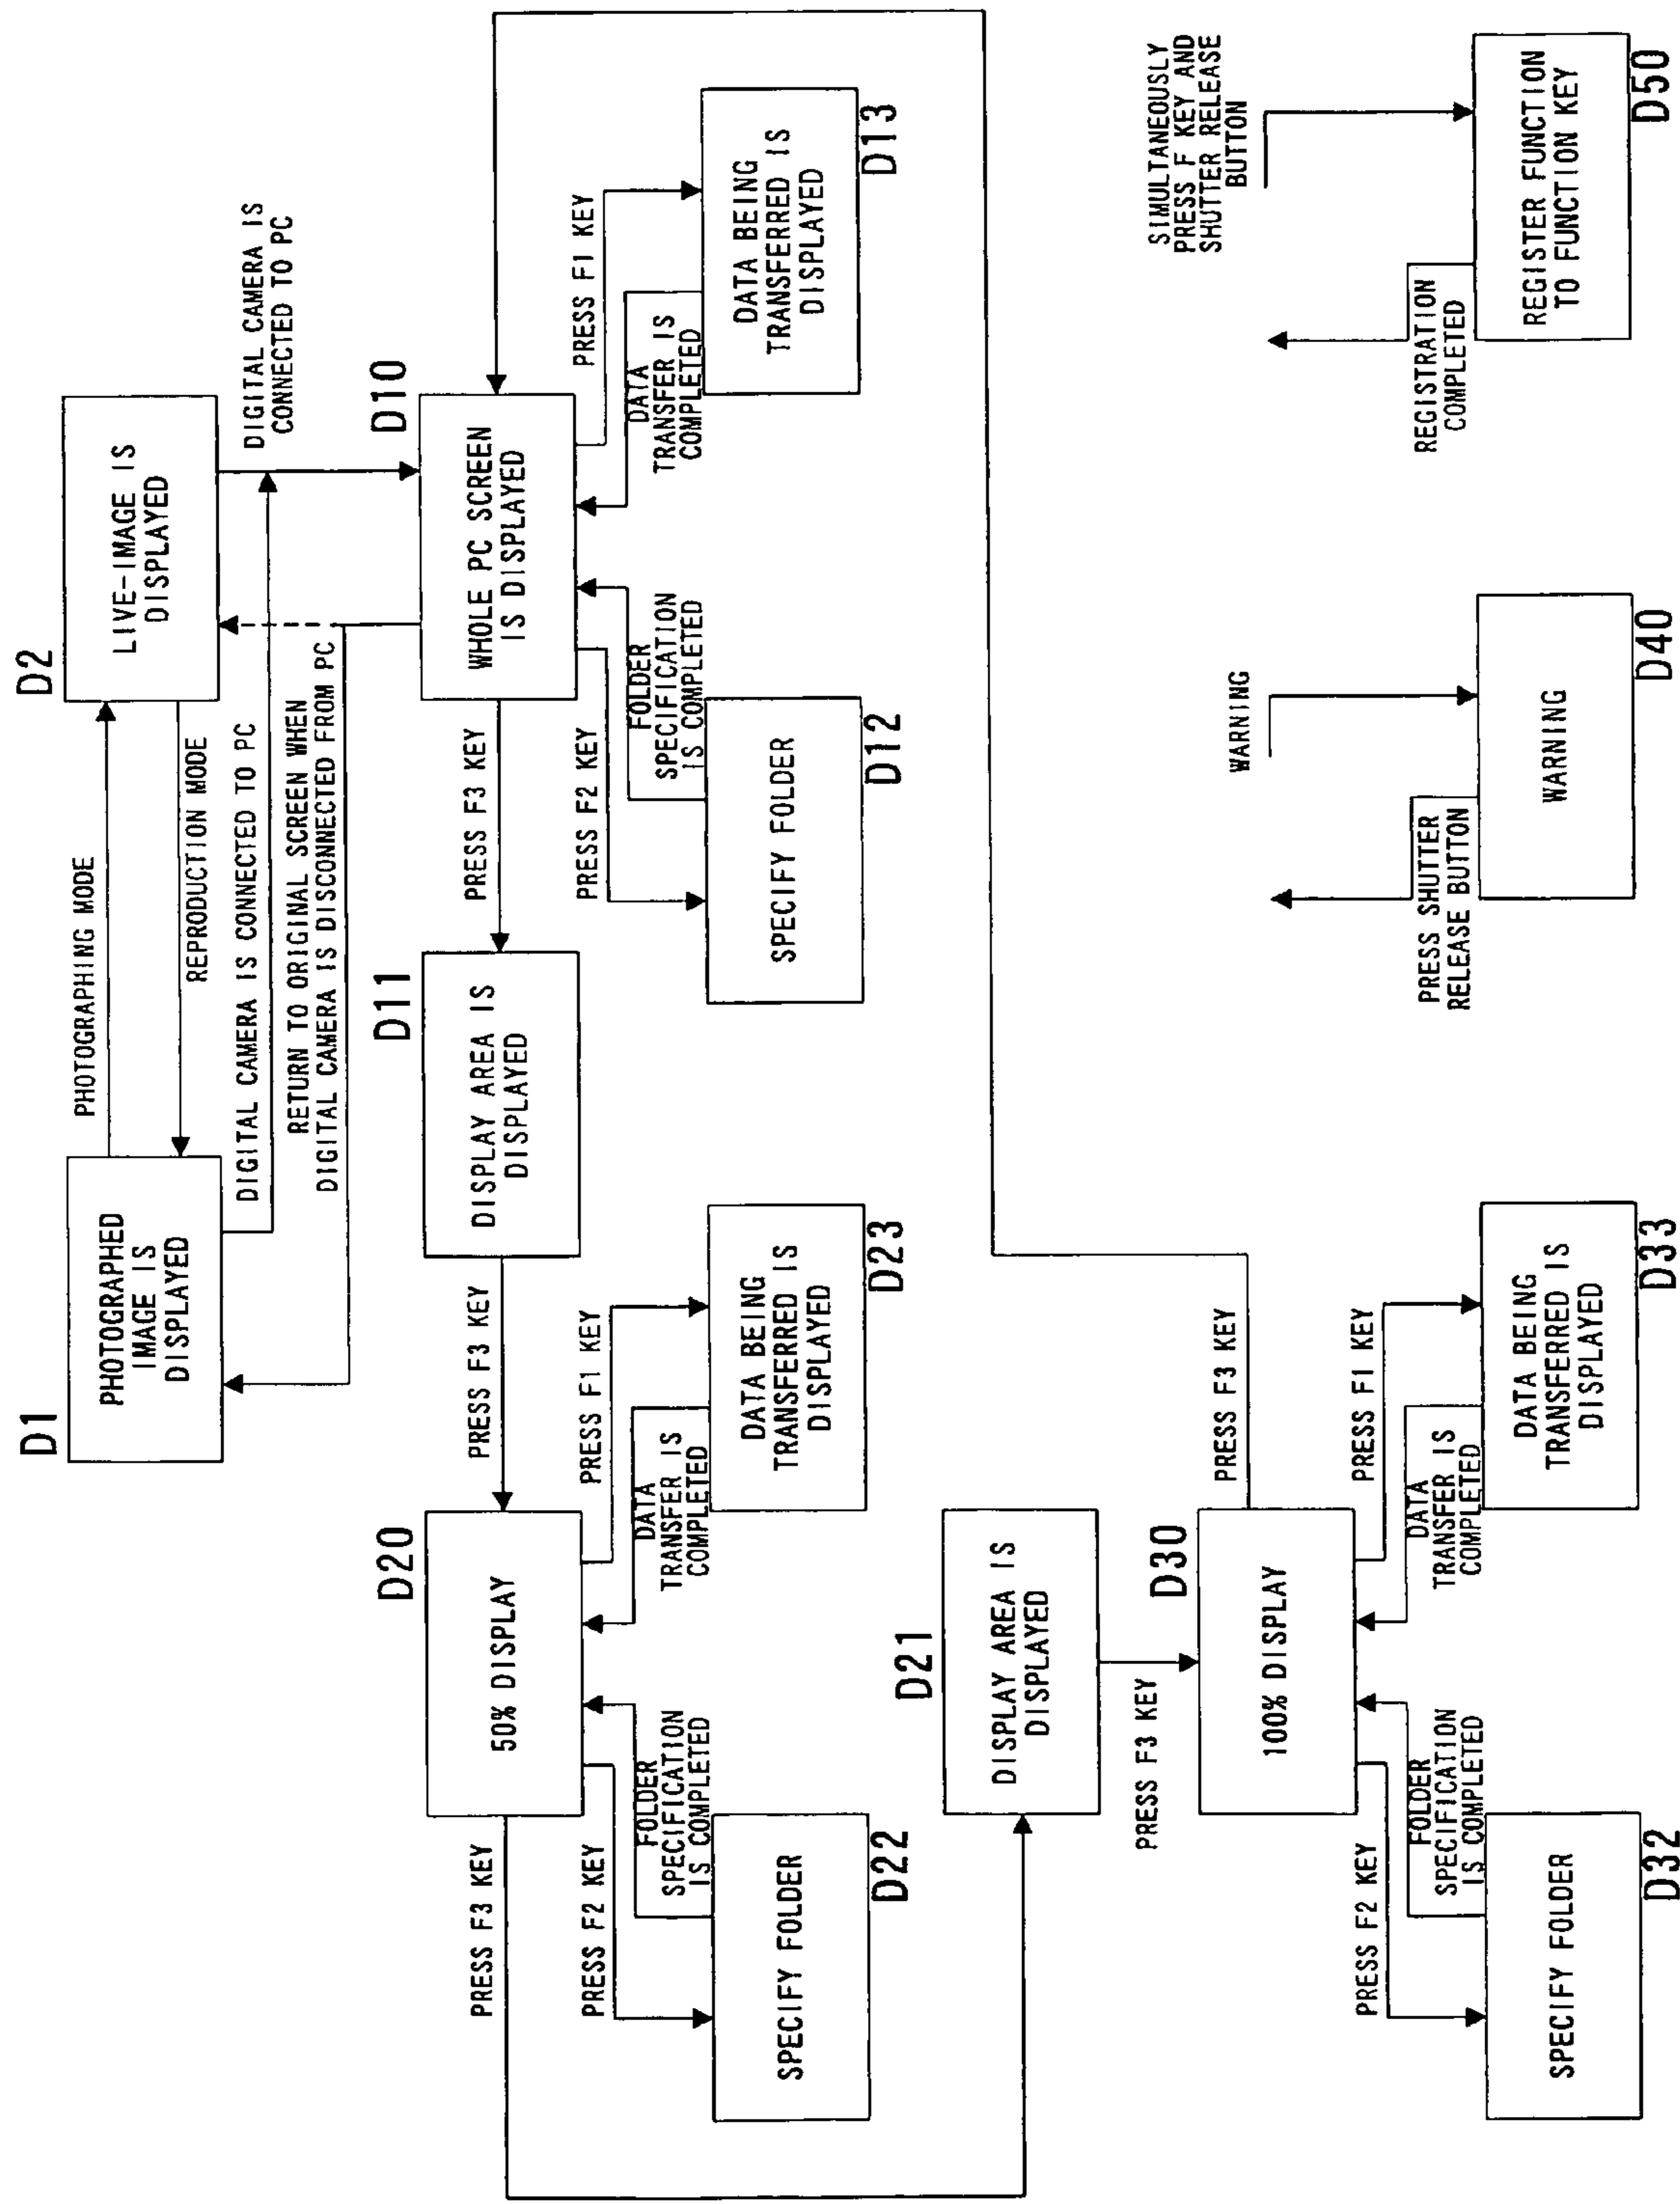 D1
PHOTOGRAPHED
IMAGE IS
DISPLAYED
PHOTOGRAPHING MODE
REPRODUCTION MODE
D2
LIVE-IMAGE IS
DISPLAYED
DIGITAL CAMERA IS CONNECTED TO PC
RETURN TO ORIGINAL SCREEN WHEN
DIGITAL CAMERA IS DISCONNECTED FROM PC
DIGITAL CAMERA IS
CONNECTED TO PC
D20
50% DISPLAY
PRESS F3 KEY
D11
DISPLAY AREA IS
DISPLAYED
PRESS F3 KEY
D10
WHOLE PC SCREEN
IS DISPLAYED
PRESS F3 KEY
PRESS F2 KEY
FOLDER
SPECIFICATION
IS COMPLETED
DATA
TRANSFER IS
COMPLETED
PRESS F1 KEY
PRESS F2 KEY
FOLDER
SPECIFICATION
IS COMPLETED
DATA
TRANSFER IS
COMPLETED
PRESS F1 KEY
SPECIFY FOLDER
D22
DATA BEING
TRANSFERRED IS
DISPLAYED
D23
SPECIFY FOLDER
D12
DATA BEING
TRANSFERRED IS
DISPLAYED
D13
D21
DISPLAY AREA IS
DISPLAYED
PRESS F3 KEY
D30
100% DISPLAY
PRESS F3 KEY
PRESS F2 KEY
FOLDER
SPECIFICATION
IS COMPLETED
DATA
TRANSFER IS
COMPLETED
PRESS F1 KEY
SPECIFY FOLDER
D32
DATA BEING
TRANSFERRED IS
DISPLAYED
D33
WARNING
PRESS SHUTTER
RELEASE BUTTON
WARNING
D40
SIMULTANEOUSLY
PRESS F KEY AND
SHUTTER RELEASE
BUTTON
REGISTRATION
COMPLETED
REGISTER FUNCTION
TO FUNCTION KEY
D50